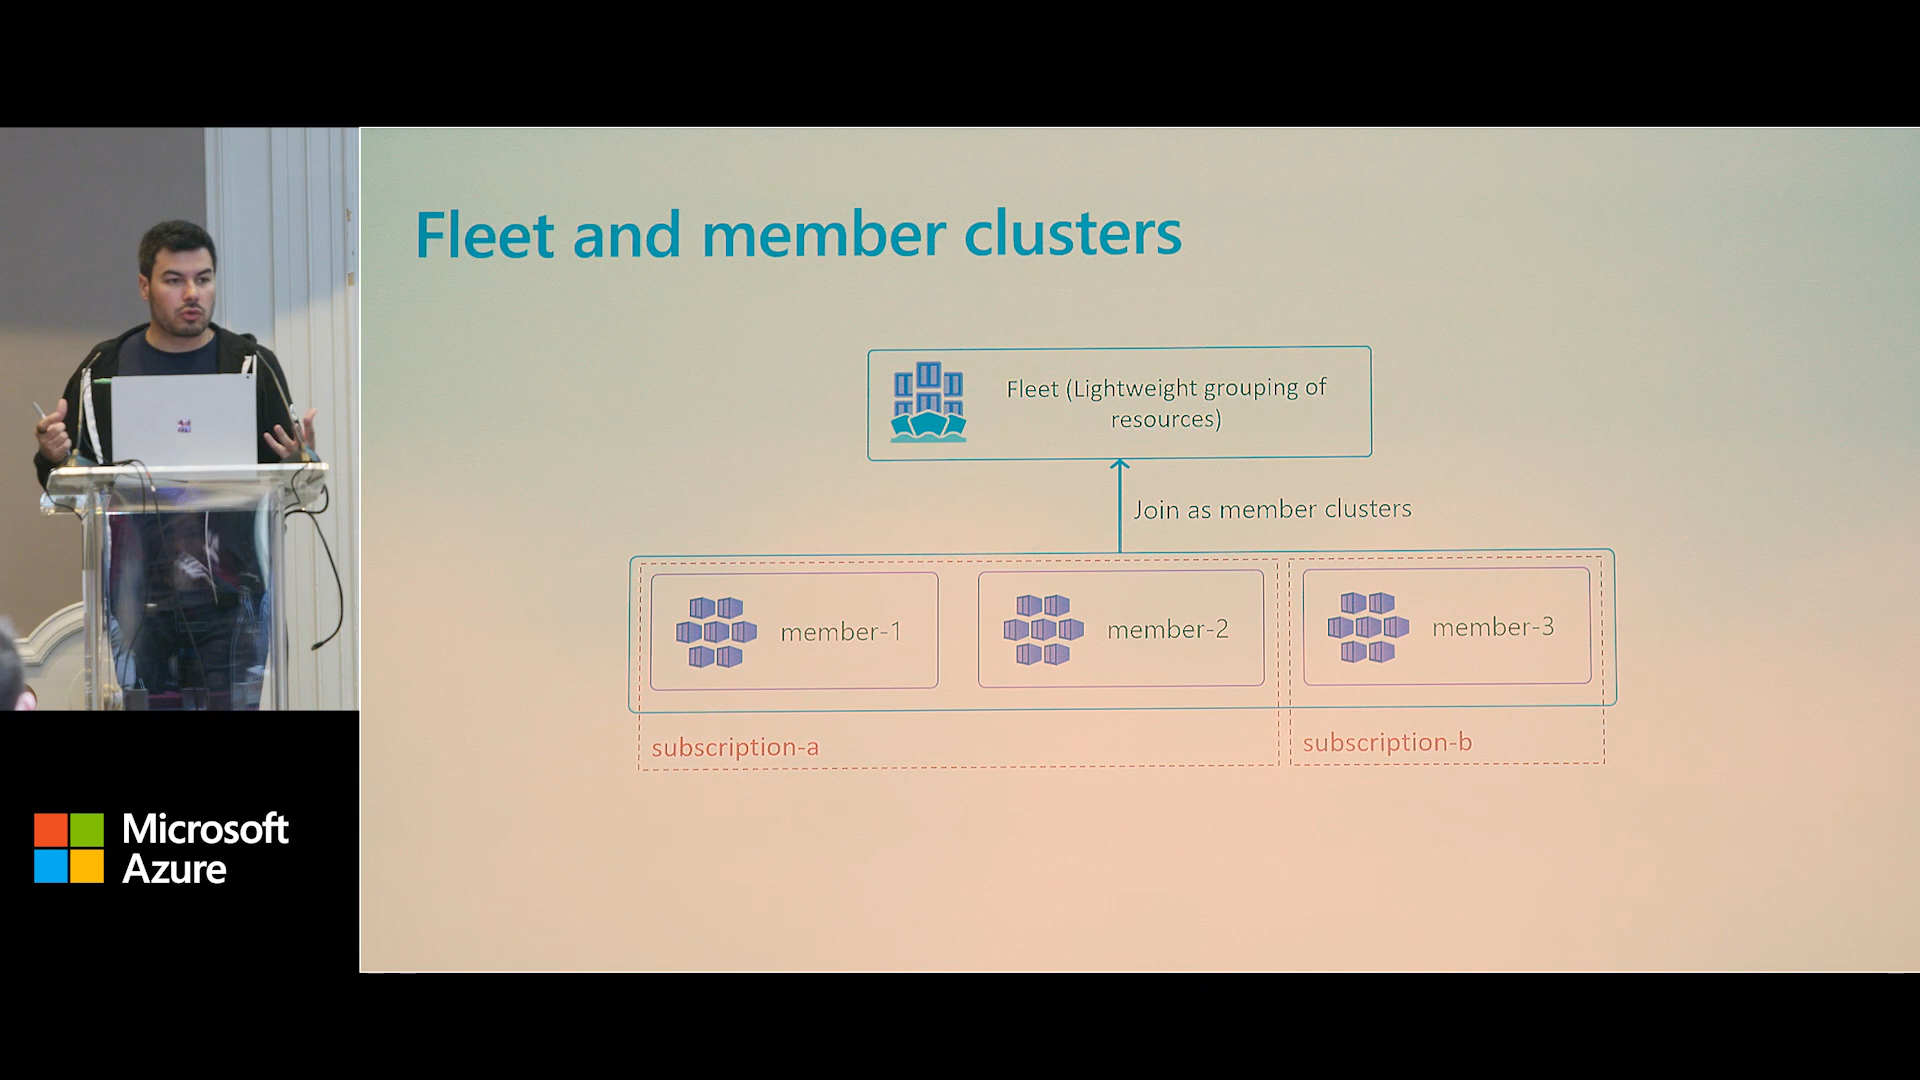 Fleet and member clusters
Fleet (Lightweight grouping of
resources)
Join as member clusters
member-1
member-2
member-3
subscription-a
subscription-b
Microsoft
Azure